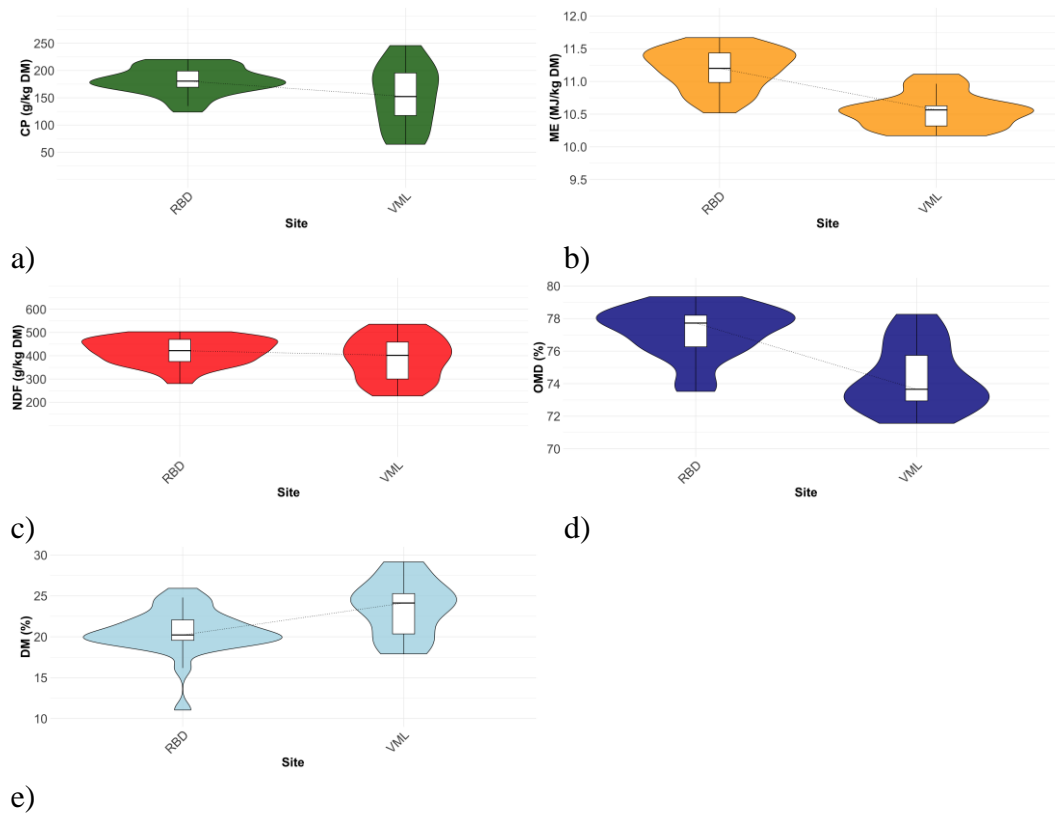 250
200
150
100
50
CP (g/kg DM)
RBD
VML
Site
a)
12.0
11.5
11.0
10.5
10.0
9.5
ME (MJ/kg DM)
RBD
VML
Site
b)
600
500
400
300
200
NDF (g/kg DM)
RBD
VML
Site
c)
80
78
76
74
72
70
OMD (%)
RBD
VML
Site
d)
30
25
20
15
10
DM (%)
RBD
VML
Site
e)